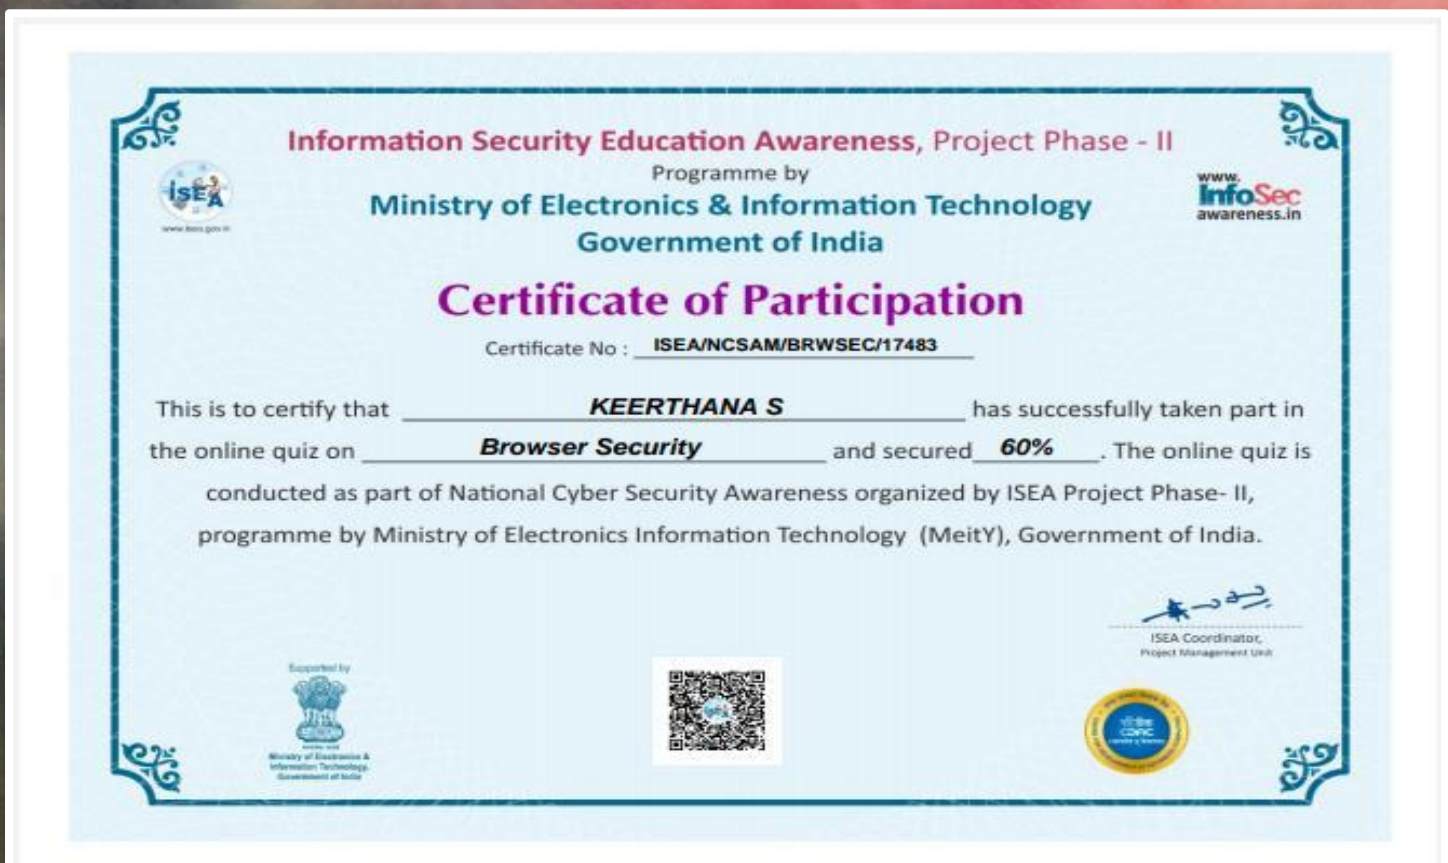 Information Security Education Awareness, Project Phase - II
Programme by
Ministry of Electronics & Information Technology
Government of India
ISEA
www.isea.gov.in
www.
InfoSec
awareness.in
Certificate of Participation
Certificate No : ISEA/NCSAM/BRWSEC/17483
This is to certify that KEERTHANA S has successfully taken part in
the online quiz on Browser Security and secured 60% . The online quiz is
conducted as part of National Cyber Security Awareness organized by ISEA Project Phase- II,
programme by Ministry of Electronics Information Technology (MeitY), Government of India.
ISEA Coordinator,
Project Management Unit
Supported by
Ministry of Electronics &
Information Technology,
Government of India
सी डैक
CDAC